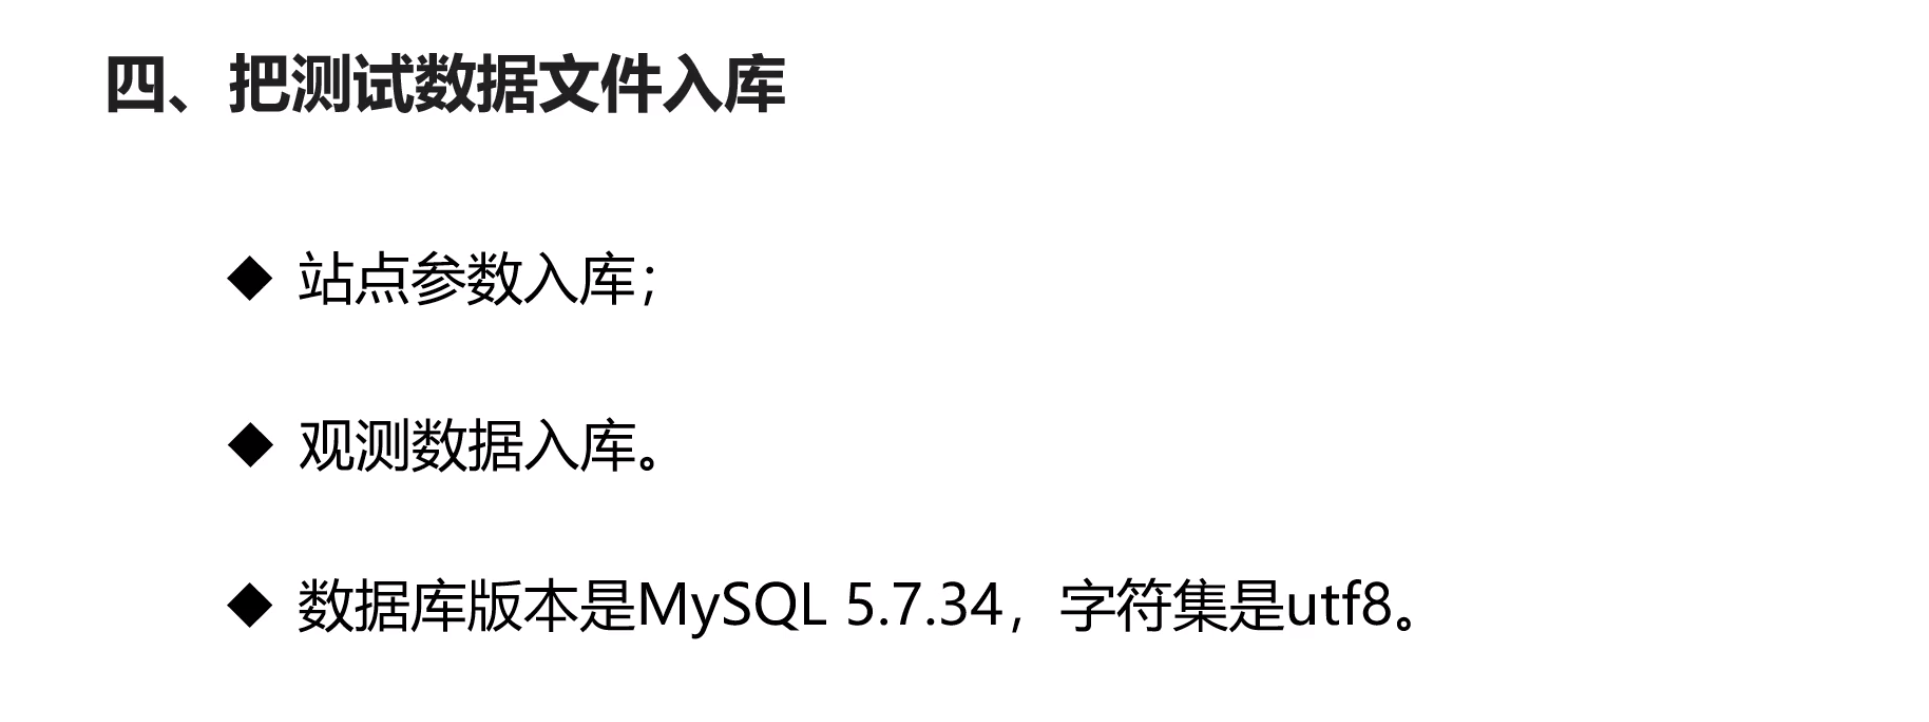 四、把测试数据文件入库
◆ 站点参数入库；
◆ 观测数据入库。
◆ 数据库版本是MySQL 5.7.34，字符集是utf8。